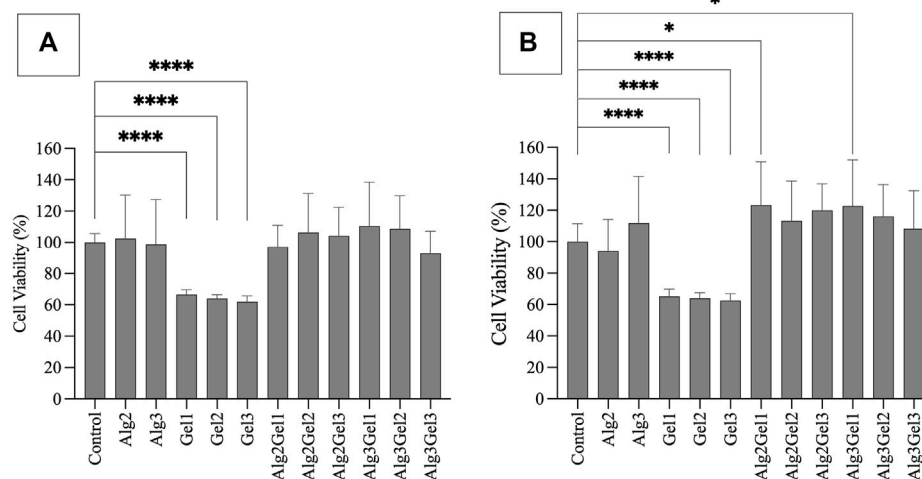 A
****
****
****
Cell Viability (%)
160
140
120
100
80
60
40
20
0
Control
Alg2
Alg3
Gel1
Gel2
Gel3
Alg2Gel1
Alg2Gel2
Alg2Gel3
Alg3Gel1
Alg3Gel2
Alg3Gel3
B
*
*
****
****
****
Cell Viability (%)
160
140
120
100
80
60
40
20
0
Control
Alg2
Alg3
Gel1
Gel2
Gel3
Alg2Gel1
Alg2Gel2
Alg2Gel3
Alg3Gel1
Alg3Gel2
Alg3Gel3